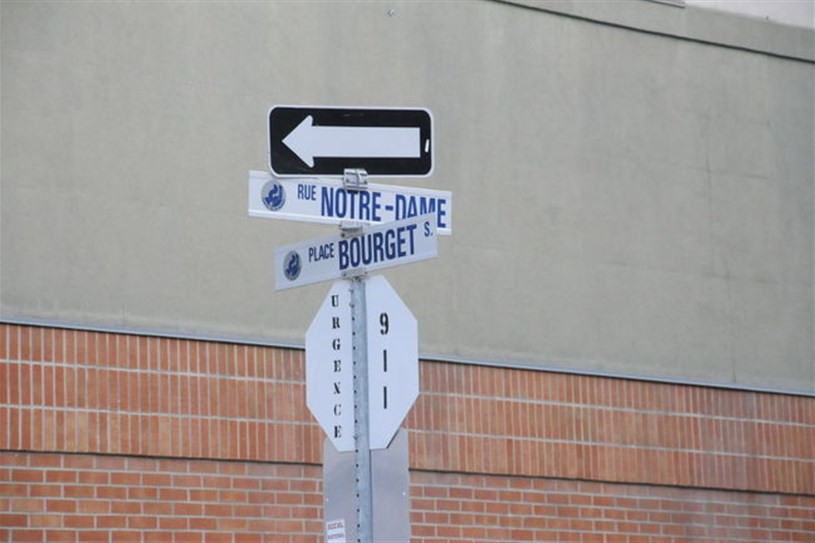 RUE NOTRE-DAME
PLACE BOURGET S.
URGENCE
911